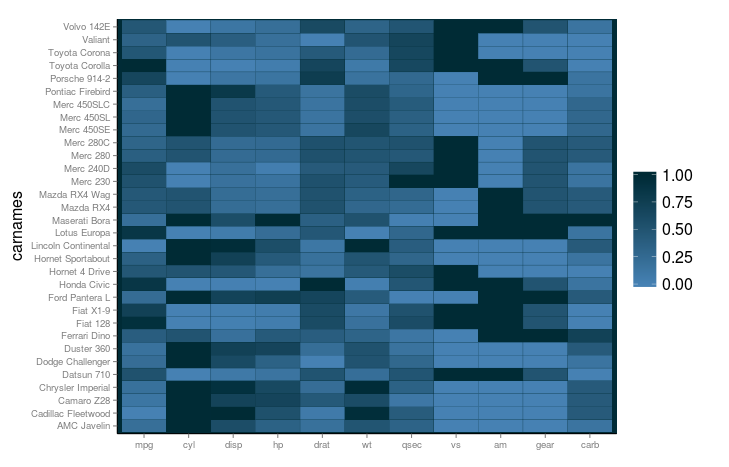 Volvo 142E
Valiant
Toyota Corona
Toyota Corolla
Porsche 914-2
Pontiac Firebird
Merc 450SLC
Merc 450SL
Merc 450SE
Merc 280C
Merc 280
Merc 240D
Merc 230
Mazda RX4 Wag
Mazda RX4
Maserati Bora
Lotus Europa
Lincoln Continental
Hornet Sportabout
Hornet 4 Drive
Honda Civic
Ford Pantera L
Fiat X1-9
Fiat 128
Ferrari Dino
Duster 360
Dodge Challenger
Datsun 710
Chrysler Imperial
Camaro Z28
Cadillac Fleetwood
AMC Javelin
carnames
mpg cyl disp hp drat wt qsec vs am gear carb
1.00
0.75
0.50
0.25
0.00